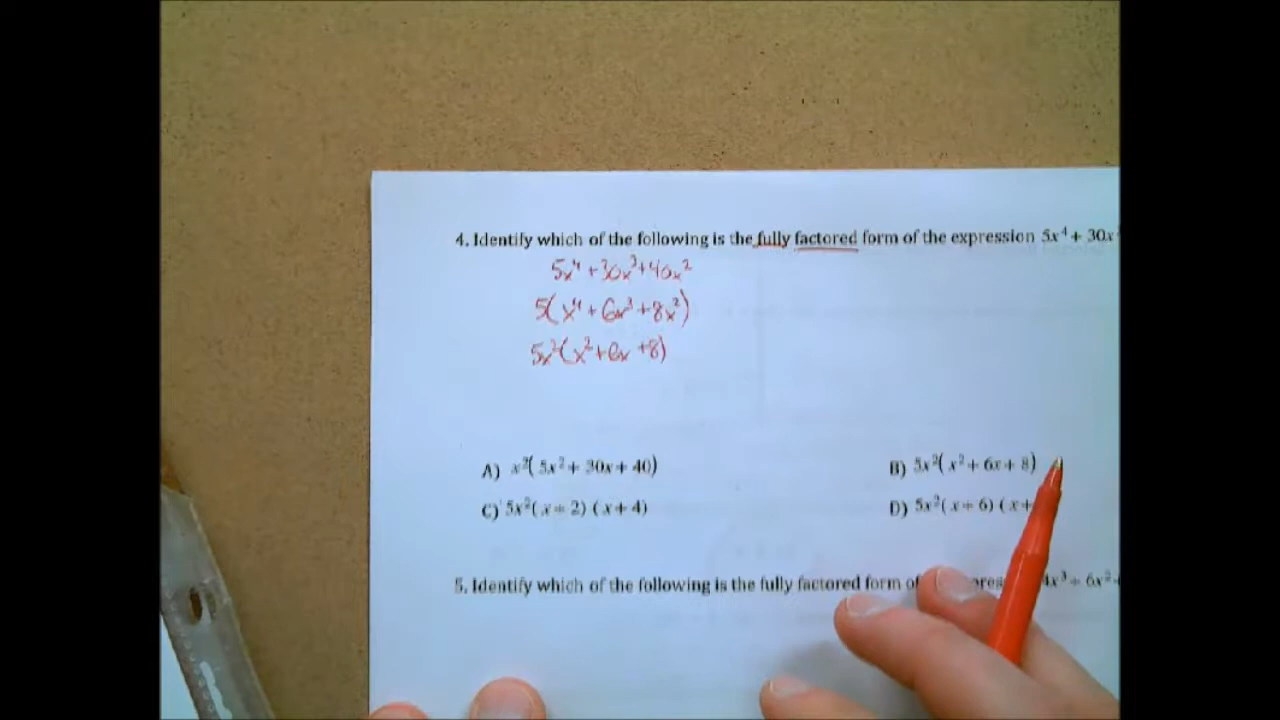 4. Identify which of the following is the fully factored form of the expression 5x⁴ + 30x
5x⁴ + 30x³ + 40x²
5(x⁴ + 6x³ + 8x²)
5x²(x² + 6x + 8)
A) x²( 5x² + 30x + 40)
B) 5x²( x² + 6x + 8)
C) 5x²( x + 2) ( x + 4)
D) 5x²( x + 6) ( x +
5. Identify which of the following is the fully factored form of 4x³ + 6x²